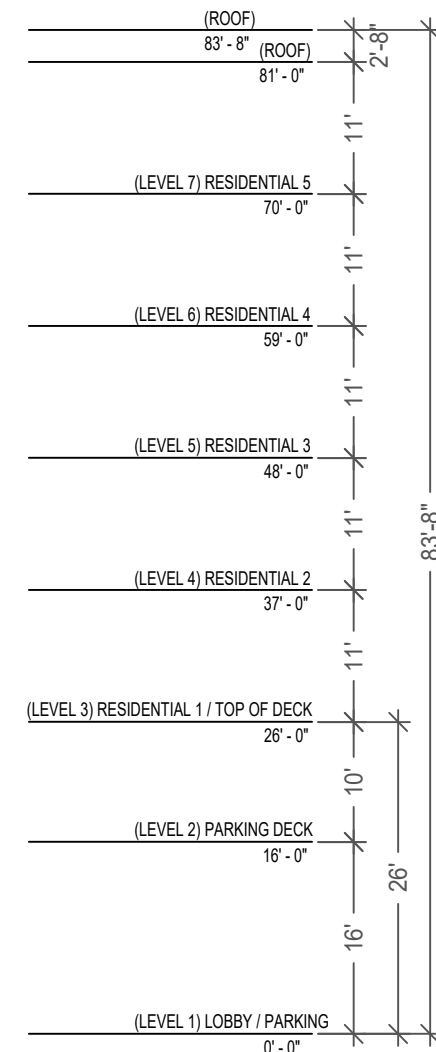 (ROOF)
83' - 8"
2'-8"
(ROOF)
81' - 0"
11'
(LEVEL 7) RESIDENTIAL 5
70' - 0"
11'
(LEVEL 6) RESIDENTIAL 4
59' - 0"
11'
(LEVEL 5) RESIDENTIAL 3
48' - 0"
11'
83'-8"
(LEVEL 4) RESIDENTIAL 2
37' - 0"
11'
(LEVEL 3) RESIDENTIAL 1 / TOP OF DECK
26' - 0"
10'
(LEVEL 2) PARKING DECK
16' - 0"
26'
16'
(LEVEL 1) LOBBY / PARKING
0' - 0"